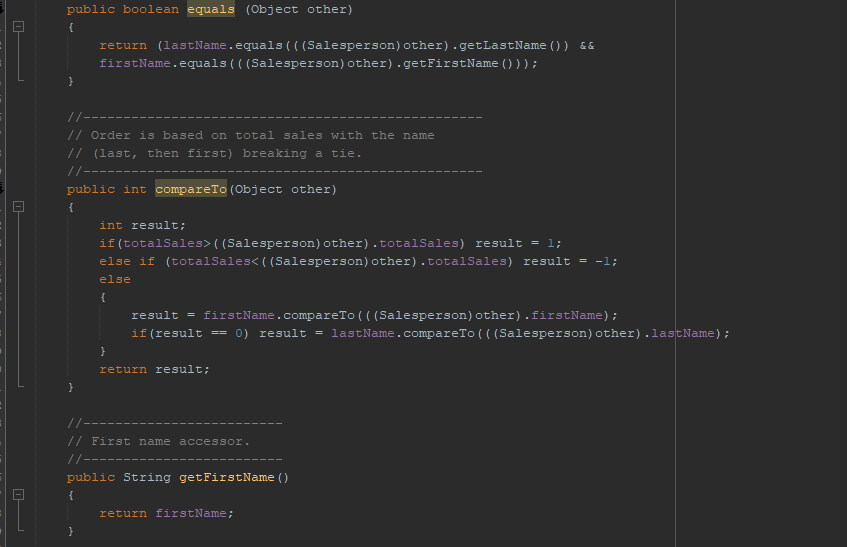 public boolean equals (Object other)
{
return (lastName.equals(((Salesperson)other).getLastName()) &&
firstName.equals(((Salesperson)other).getFirstName()));
}
//--------------------------------------------------
// Order is based on total sales with the name
// (last, then first) breaking a tie.
//--------------------------------------------------
public int compareTo(Object other)
{
int result;
if(totalSales>((Salesperson)other).totalSales) result = 1;
else if (totalSales<((Salesperson)other).totalSales) result = -1;
else
{
result = firstName.compareTo(((Salesperson)other).firstName);
if(result == 0) result = lastName.compareTo(((Salesperson)other).lastName);
}
return result;
}
//-------------------------
// First name accessor.
//-------------------------
public String getFirstName()
{
return firstName;
}